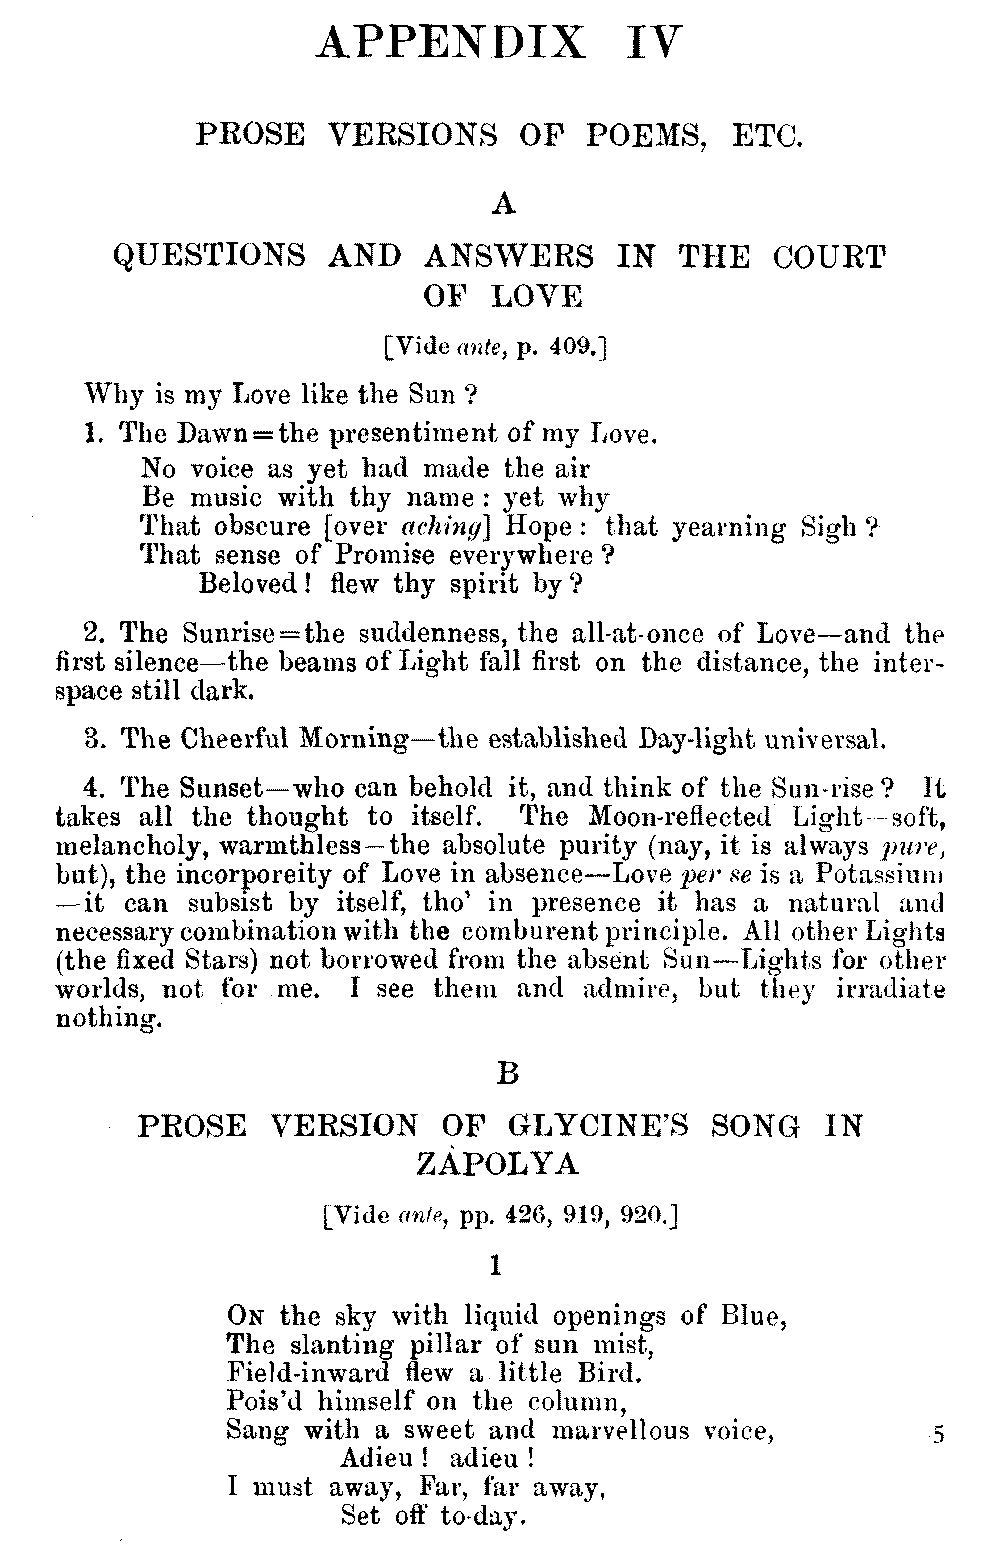 APPENDIX IV
PROSE VERSIONS OF POEMS, ETC.
A
QUESTIONS AND ANSWERS IN THE COURT
OF LOVE
[Vide ante, p. 409.]
Why is my Love like the Sun ?
1. The Dawn=the presentiment of my Love.
No voice as yet had made the air
Be music with thy name : yet why
That obscure [over aching] Hope : that yearning Sigh ?
That sense of Promise everywhere ?
Beloved ! flew thy spirit by ?
2. The Sunrise=the suddenness, the all-at-once of Love—and the
first silence—the beams of Light fall first on the distance, the inter-
space still dark.
3. The Cheerful Morning—the established Day-light universal.
4. The Sunset—who can behold it, and think of the Sun-rise ? It
takes all the thought to itself. The Moon-reflected Light—soft,
melancholy, warmthless—the absolute purity (nay, it is always pure,
but), the incorporeity of Love in absence—Love per se is a Potassium
—it can subsist by itself, tho' in presence it has a natural and
necessary combination with the comburent principle. All other Lights
(the fixed Stars) not borrowed from the absent Sun—Lights for other
worlds, not for me. I see them and admire, but they irradiate
nothing.
B
PROSE VERSION OF GLYCINE'S SONG IN
ZÀPOLYA
[Vide ante, pp. 426, 919, 920.]
1
On the sky with liquid openings of Blue,
The slanting pillar of sun mist,
Field-inward flew a little Bird.
Pois'd himself on the column,
Sang with a sweet and marvellous voice, 5
Adieu ! adieu !
I must away, Far, far away,
Set off to-day.